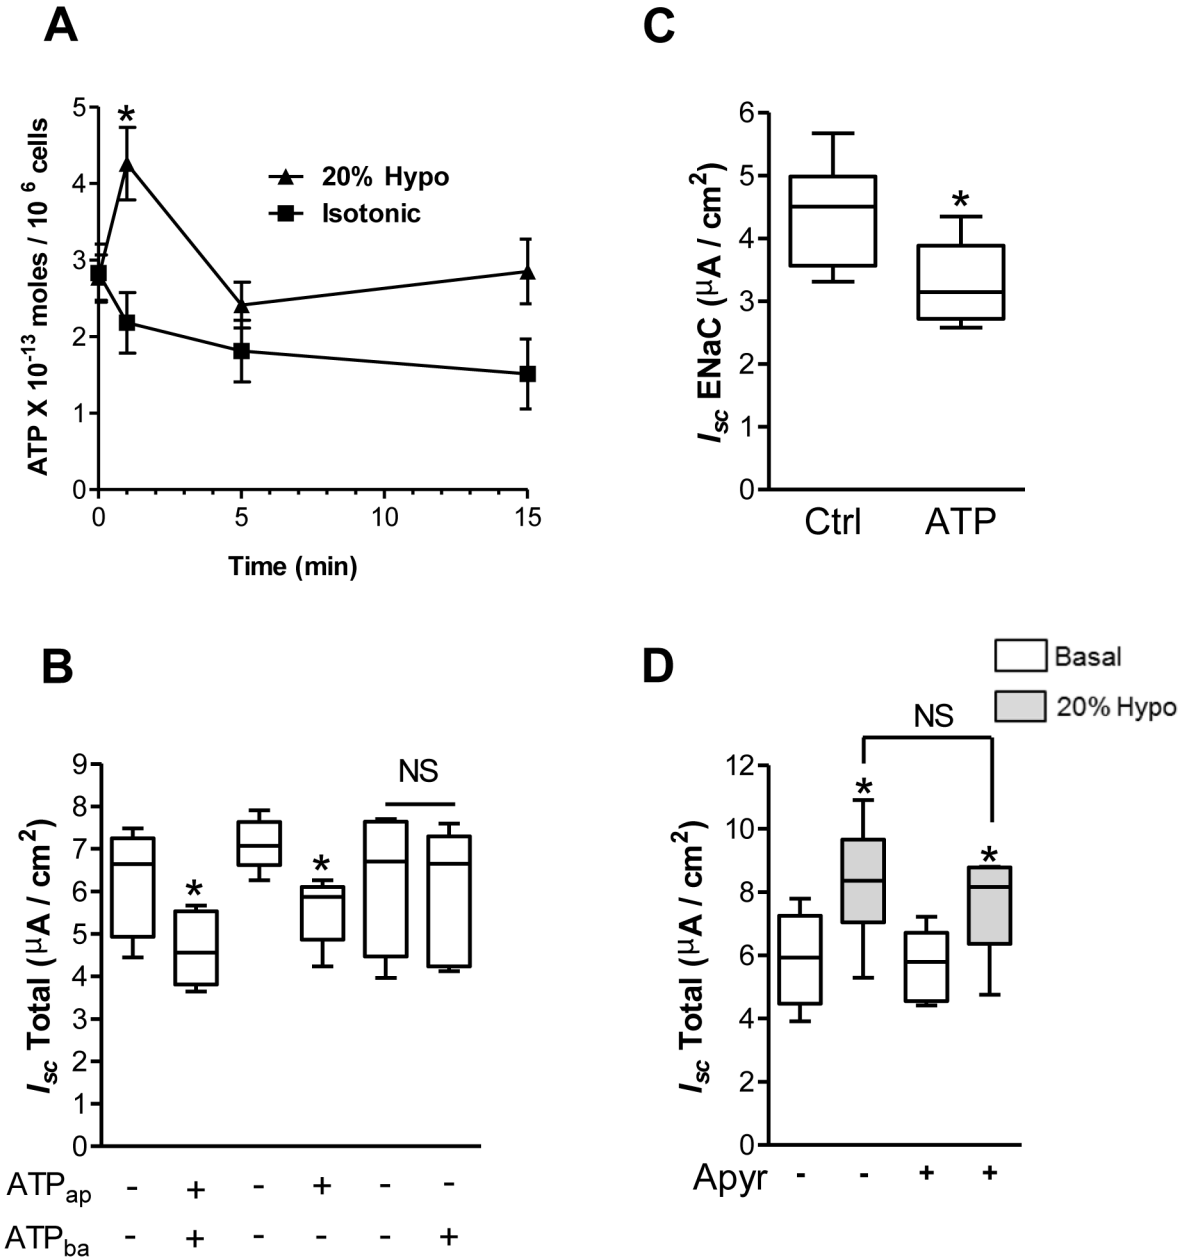 A
ATP X 10-13 moles / 10 6 cells
5
4
3
2
1
0
*
20% Hypo
Isotonic
0 5 10 15
Time (min)
C
Isc ENaC (μA / cm2)
6
5
4
3
2
1
0
*
Ctrl ATP
B
Isc Total (μA / cm2)
9
8
7
6
5
4
3
2
1
0
* * NS
ATPap - + - + - -
ATPba - + - - - +
D
Basal
20% Hypo
NS
Isc Total (μA / cm2)
12
10
8
6
4
2
0
* *
Apyr - - + +